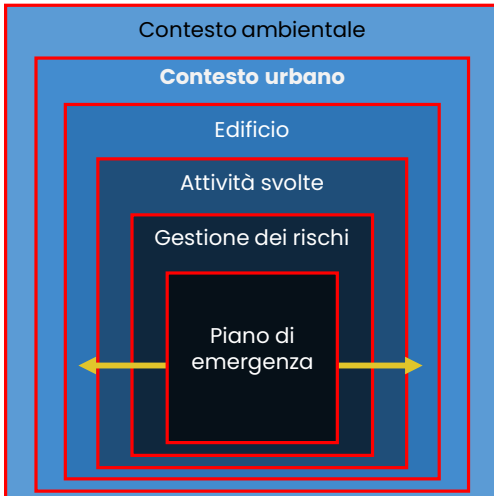 Contesto ambientale
Contesto urbano
Edificio
Attività svolte
Gestione dei rischi
Piano di
emergenza